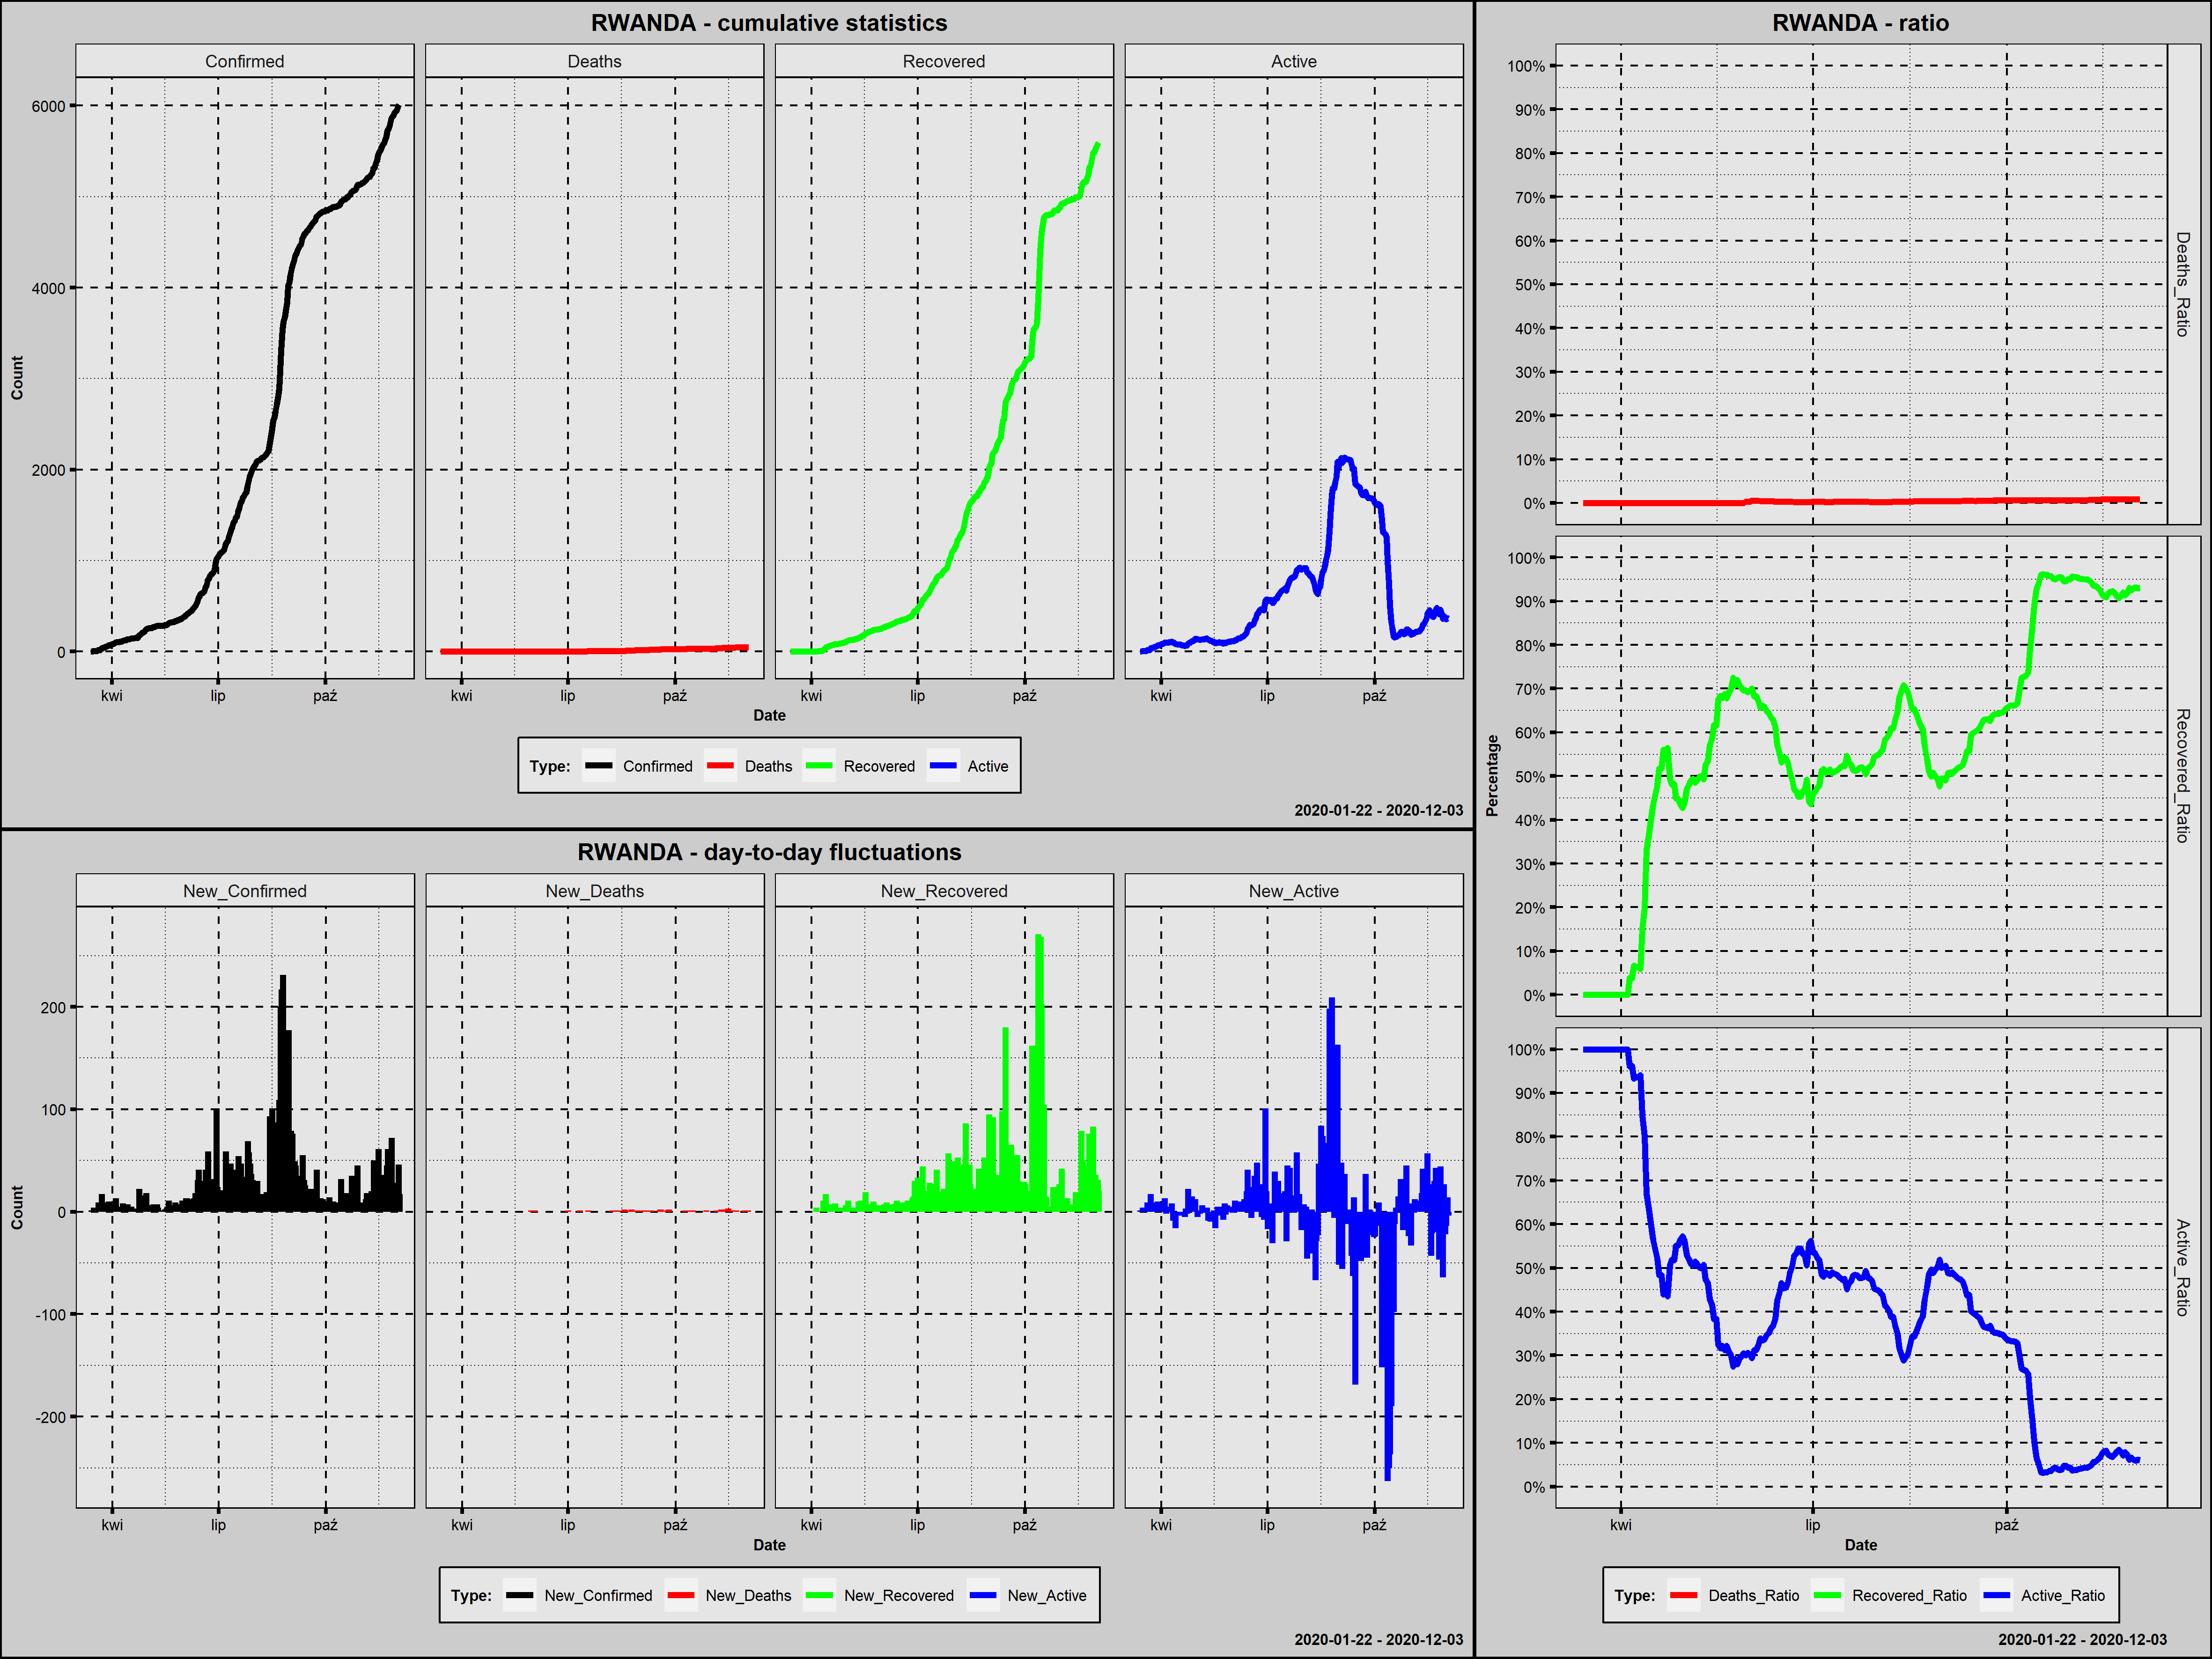 RWANDA - cumulative statistics
Confirmed Deaths Recovered Active
6000
4000
2000
0
Count
kwi lip paź kwi lip paź kwi lip paź kwi lip paź
Date
Type: Confirmed Deaths Recovered Active
2020-01-22 - 2020-12-03
RWANDA - day-to-day fluctuations
New_Confirmed New_Deaths New_Recovered New_Active
200
100
0
-100
-200
Count
kwi lip paź kwi lip paź kwi lip paź kwi lip paź
Date
Type: New_Confirmed New_Deaths New_Recovered New_Active
2020-01-22 - 2020-12-03
RWANDA - ratio
100%
90%
80%
70%
60%
50%
40%
30%
20%
10%
0%
Deaths_Ratio
100%
90%
80%
70%
60%
50%
40%
30%
20%
10%
0%
Recovered_Ratio
Percentage
100%
90%
80%
70%
60%
50%
40%
30%
20%
10%
0%
Active_Ratio
kwi lip paź
Date
Type: Deaths_Ratio Recovered_Ratio Active_Ratio
2020-01-22 - 2020-12-03